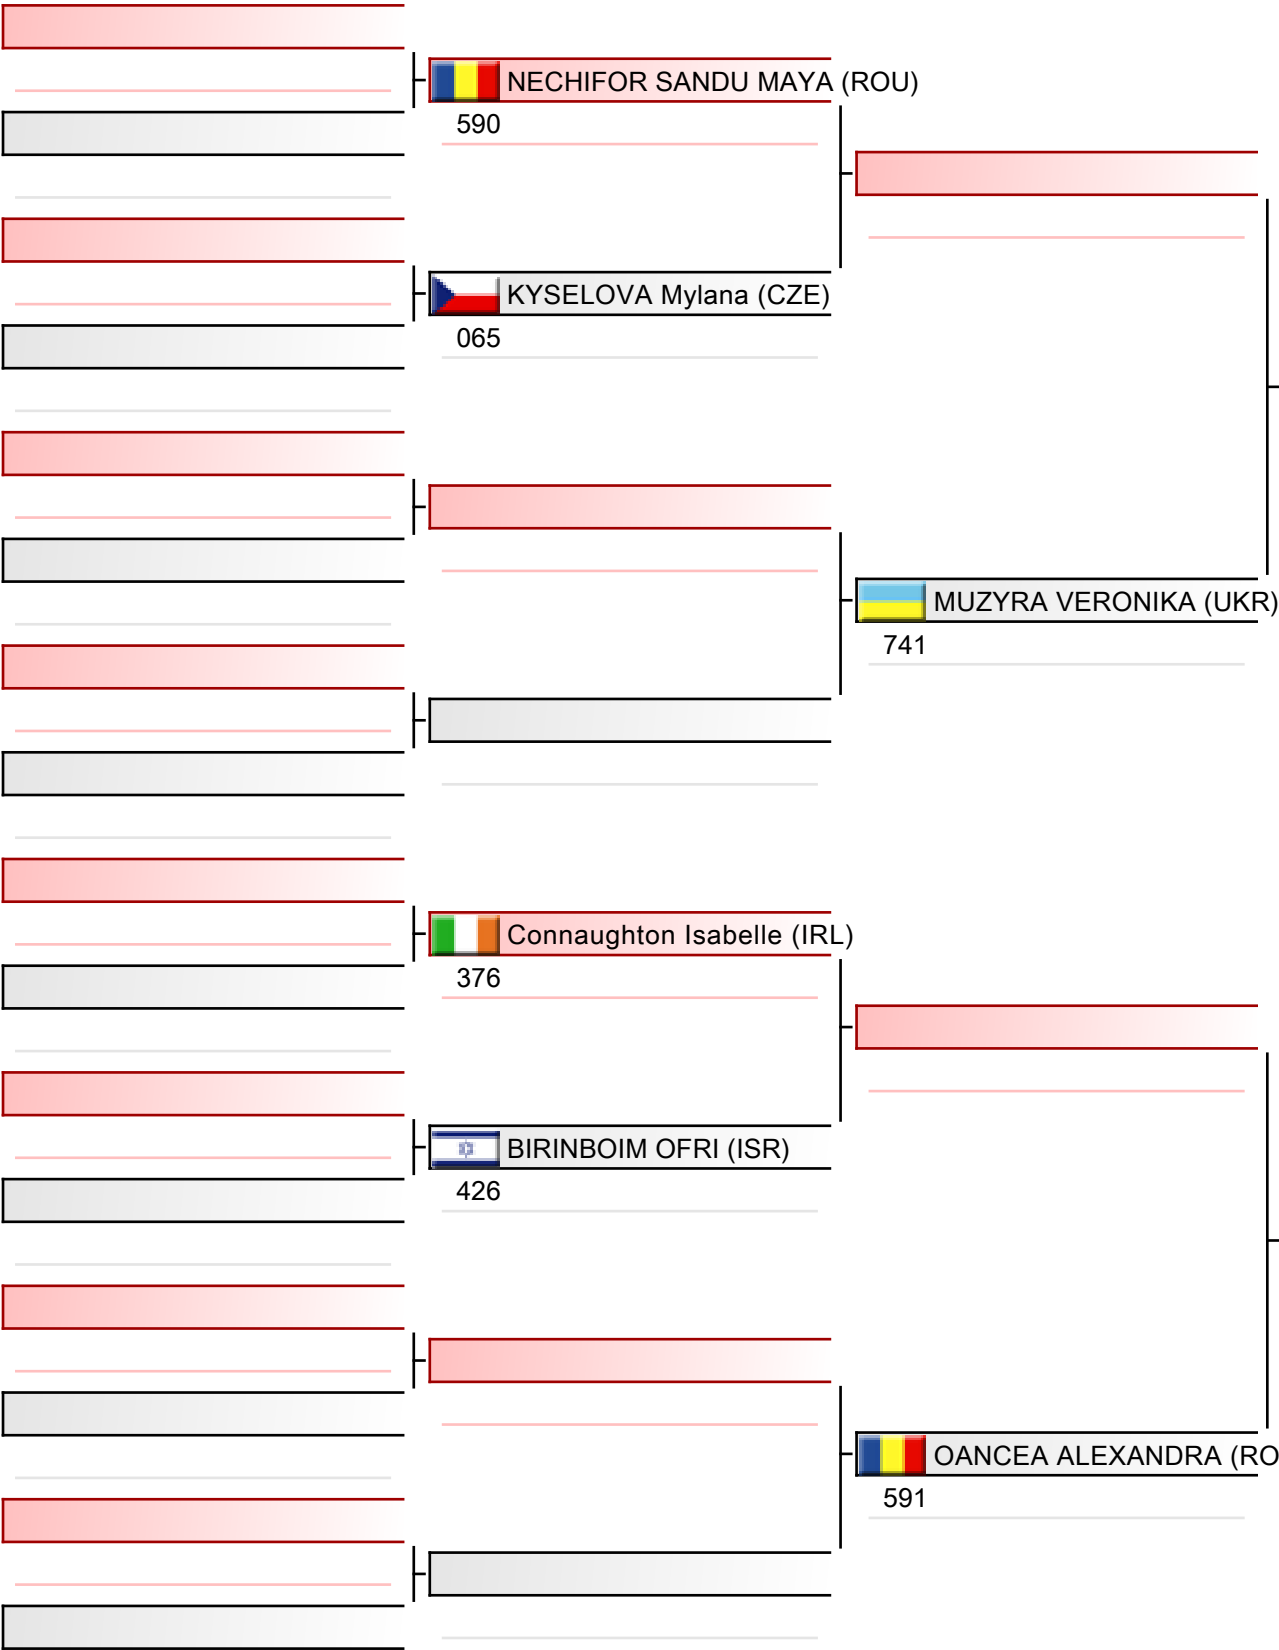 NECHIFOR SANDU MAYA (ROU)
590
KYSELOVA Mylana (CZE)
065
MUZYRA VERONIKA (UKR)
741
Connaughton Isabelle (IRL)
376
BIRINBOIM OFRI (ISR)
426
OANCEA ALEXANDRA (RO
591